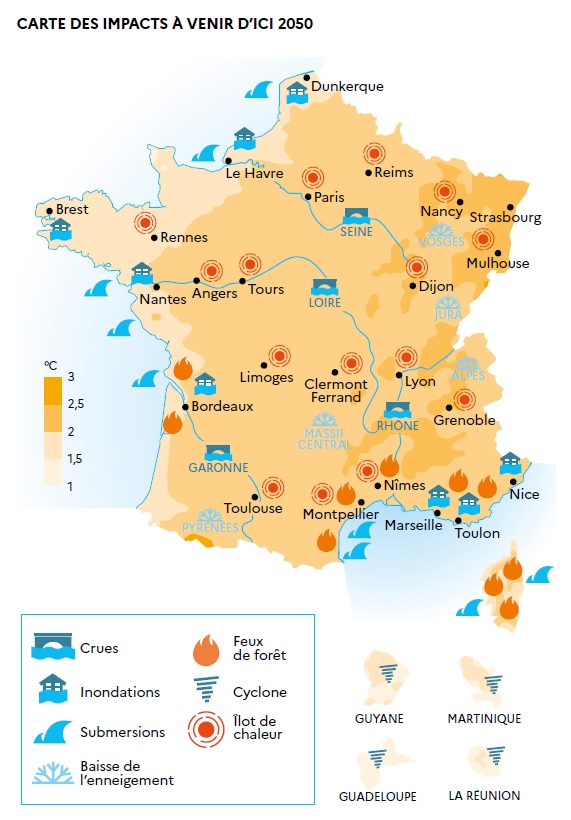 CARTE DES IMPACTS À VENIR D'ICI 2050
Dunkerque
Le Havre
Reims
Paris
Nancy
Strasbourg
Brest
Rennes
SEINE
VOSGES
Mulhouse
Nantes
Angers
Tours
Dijon
LOIRE
JURA
°C
3
2,5
2
1,5
1
Limoges
Clermont
Ferrand
Lyon
ALPES
Bordeaux
Grenoble
RHÔNE
MASSIF
CENTRAL
GARONNE
Toulouse
Nîmes
Nice
Montpellier
Marseille
Toulon
PYRÉNÉES
Crues
Feux
de forêt
Inondations
Cyclone
Submersions
Îlot de
chaleur
Baisse de
l'enneigement
GUYANE
MARTINIQUE
GUADELOUPE
LA RÉUNION